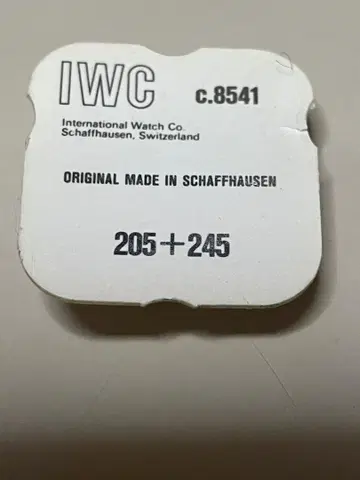 IWC c.8541
International Watch Co.
Schaffhausen, Switzerland
ORIGINAL MADE IN SCHAFFHAUSEN
205+245